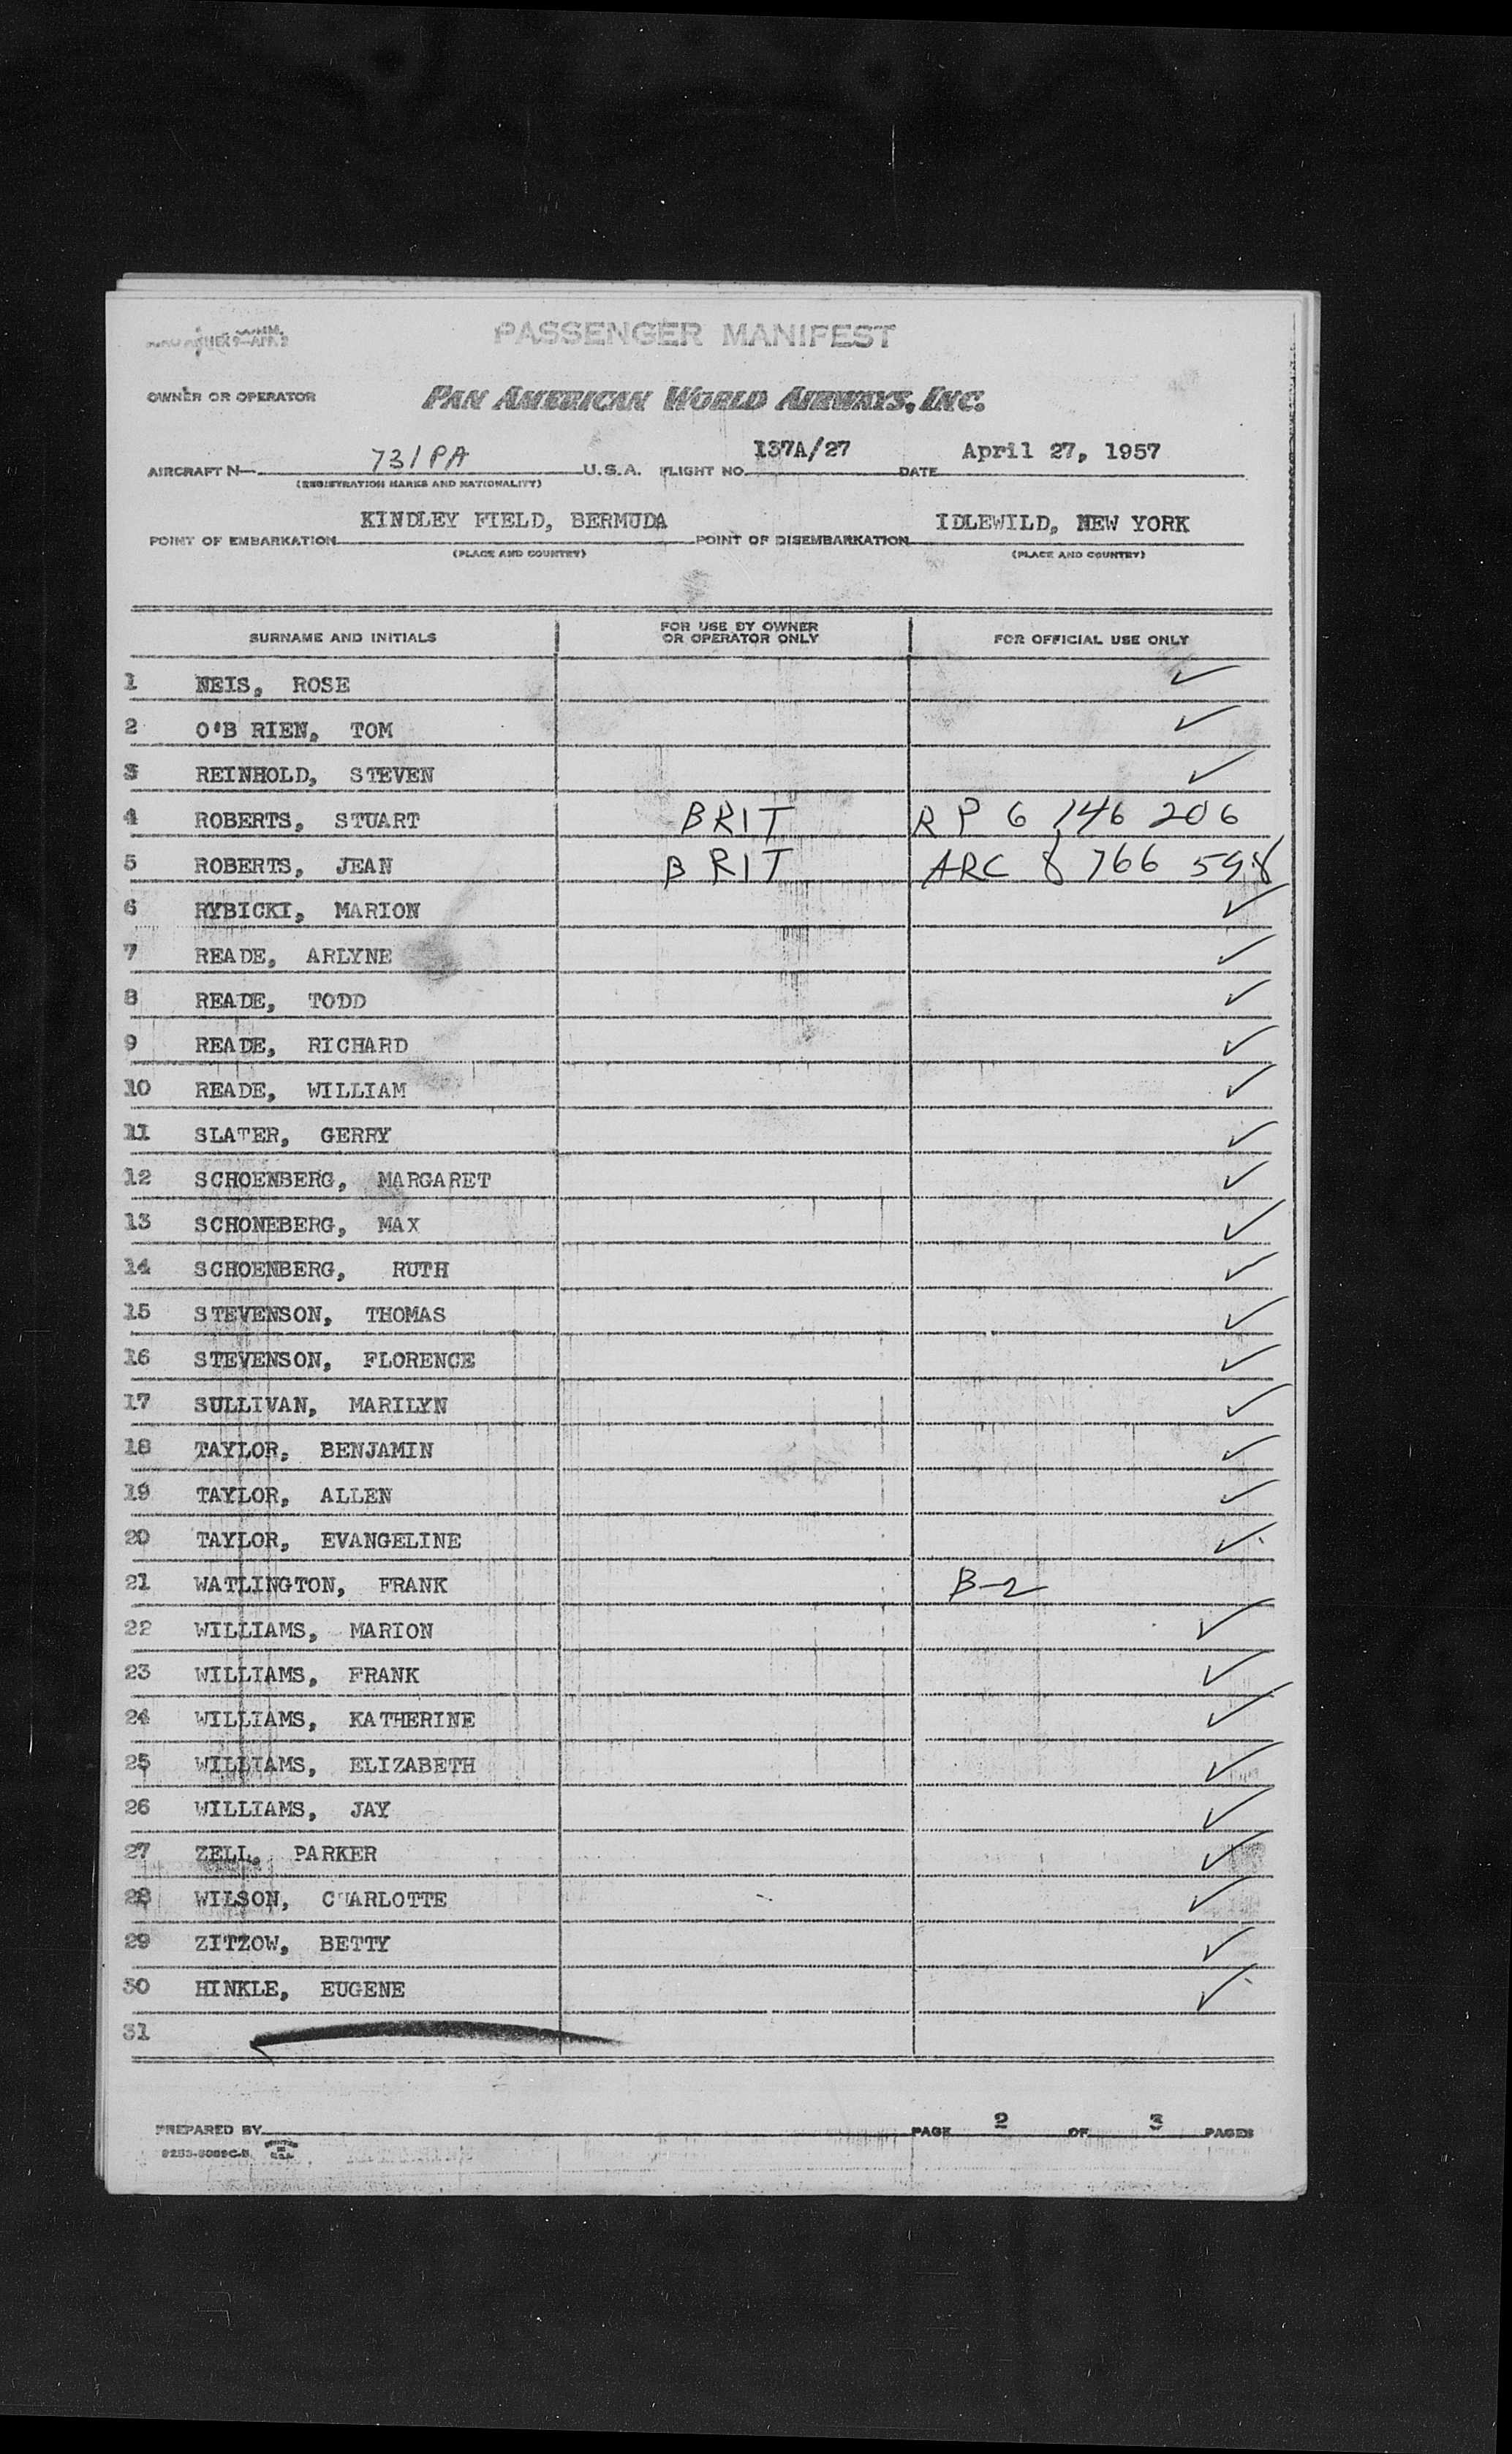 PASSENGER MANIFEST
OWNER OR OPERATOR PAN AMERICAN WORLD AIRWAYS, INC.
AIRCRAFT N- 731PA U.S.A. FLIGHT NO. 137A/27 DATE April 27, 1957
(REGISTRATION MARKS AND NATIONALITY)
POINT OF EMBARKATION KINDLEY FIELD, BERMUDA POINT OF DISEMBARKATION IDLEWILD, NEW YORK
(PLACE AND COUNTRY) (PLACE AND COUNTRY)
SURNAME AND INITIALS FOR USE BY OWNER OR OPERATOR ONLY FOR OFFICIAL USE ONLY
1 NEIS, ROSE ✓
2 O'B RIEN, TOM ✓
3 REINHOLD, STEVEN ✓
4 ROBERTS, STUART BRIT RP 6 146 206
5 ROBERTS, JEAN BRIT ARC 8 766 598
6 RYBICKI, MARION ✓
7 READE, ARLYNE ✓
8 READE, TODD ✓
9 READE, RICHARD ✓
10 READE, WILLIAM ✓
11 SLATER, GERRY ✓
12 SCHOENBERG, MARGARET ✓
13 SCHONEBERG, MAX ✓
14 SCHOENBERG, RUTH ✓
15 STEVENSON, THOMAS ✓
16 STEVENSON, FLORENCE ✓
17 SULLIVAN, MARILYN ✓
18 TAYLOR, BENJAMIN ✓
19 TAYLOR, ALLEN ✓
20 TAYLOR, EVANGELINE ✓
21 WATLINGTON, FRANK B-2
22 WILLIAMS, MARION ✓
23 WILLIAMS, FRANK ✓
24 WILLIAMS, KATHERINE ✓
25 WILLIAMS, ELIZABETH ✓
26 WILLIAMS, JAY ✓
27 ZELL, PARKER ✓
28 WILSON, CHARLOTTE ✓
29 ZITZOW, BETTY ✓
30 HINKLE, EUGENE ✓
31
PREPARED BY PAGE 2 OF 3 PAGES